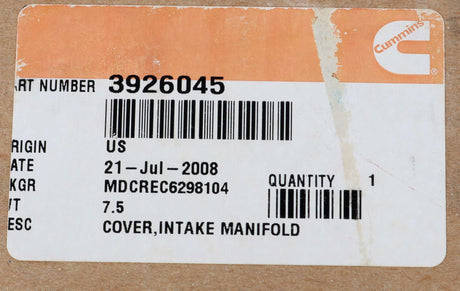 Cummins
ART NUMBER 3926045
RIGIN US
ATE 21-Jul-2008
KGR MDCREC6298104
QUANTITY 1
WT 7.5
ESC COVER,INTAKE MANIFOLD